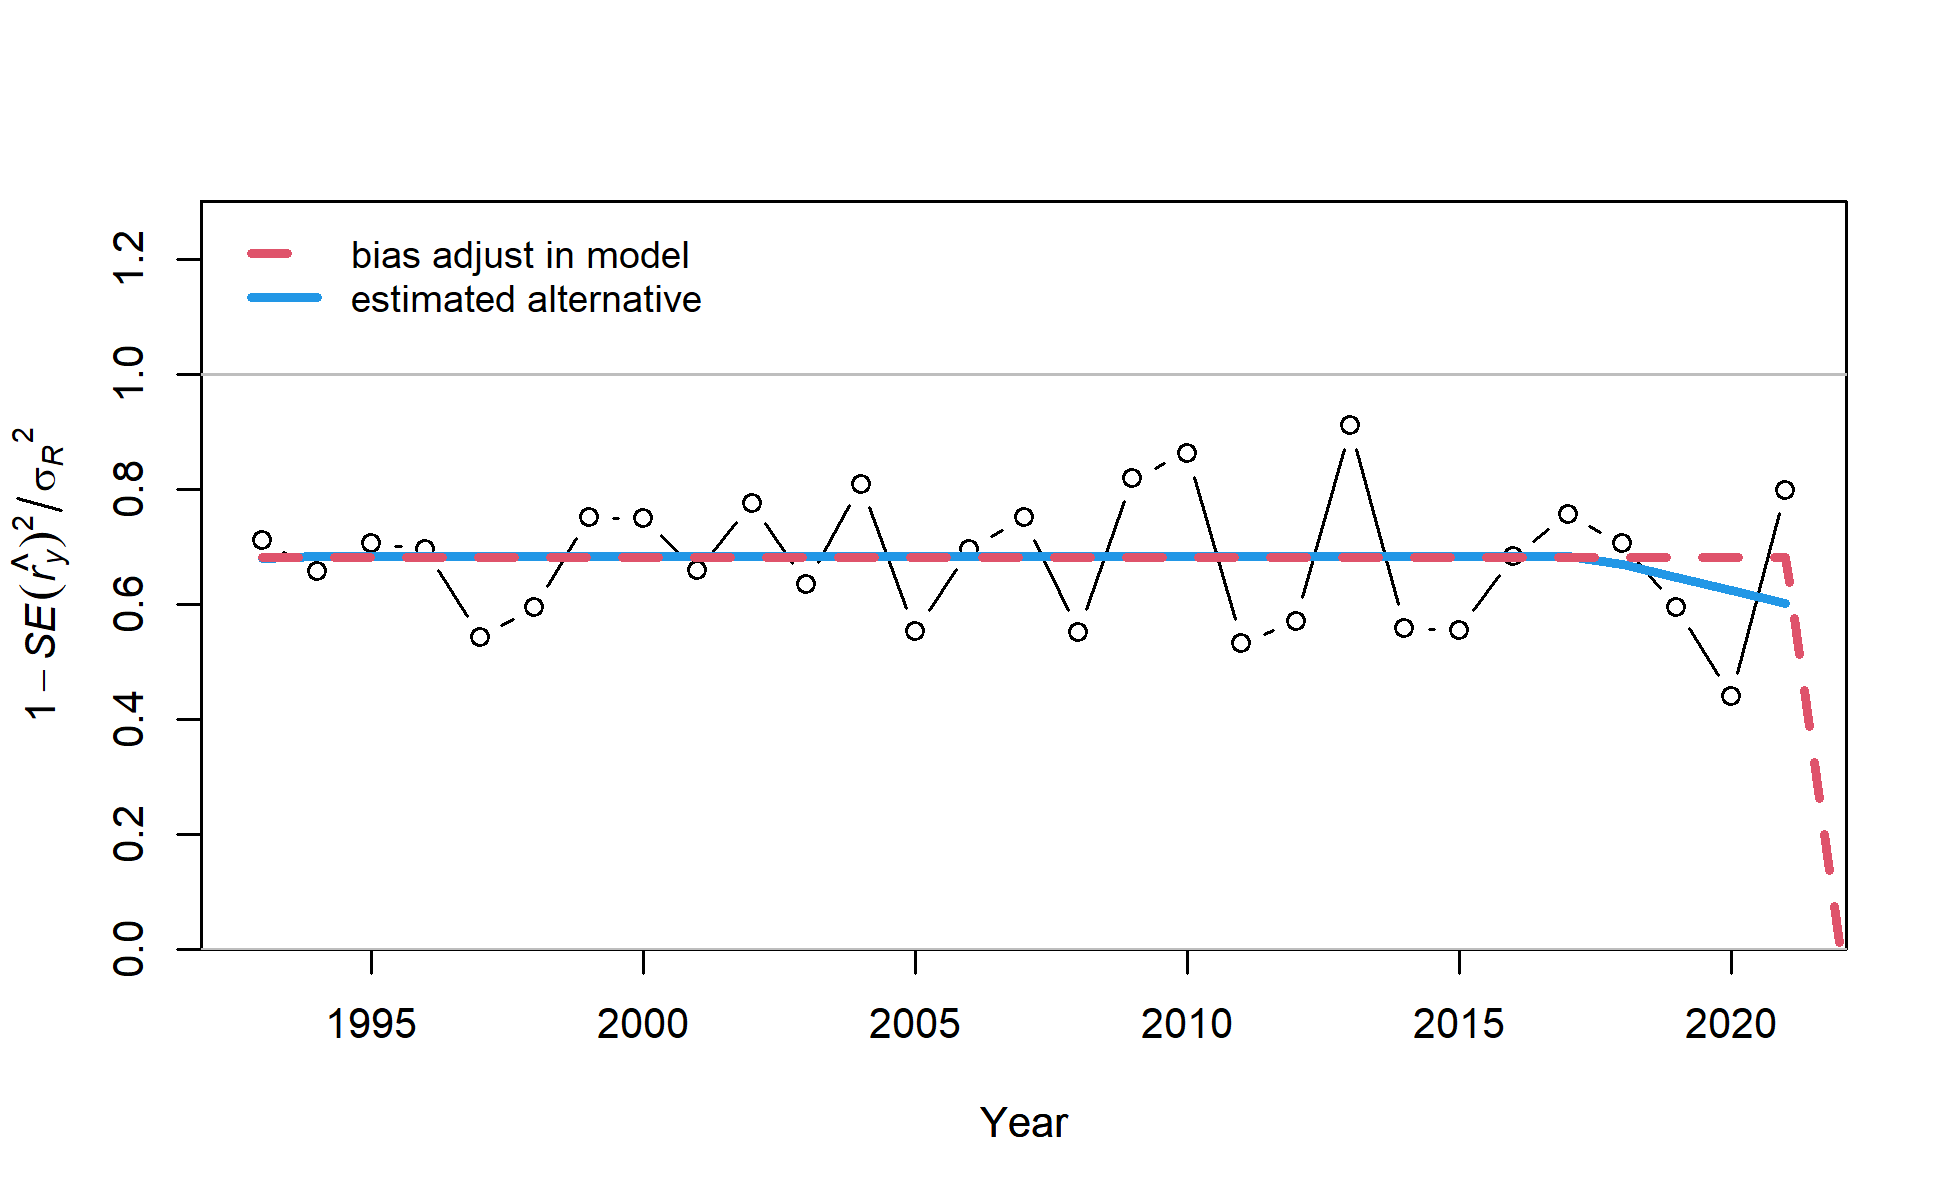 bias adjust in model
estimated alternative
1.2
1.0
0.8
0.6
0.4
0.2
0.0
1 − SE(r̂y)² / σR²
1995 2000 2005 2010 2015 2020
Year